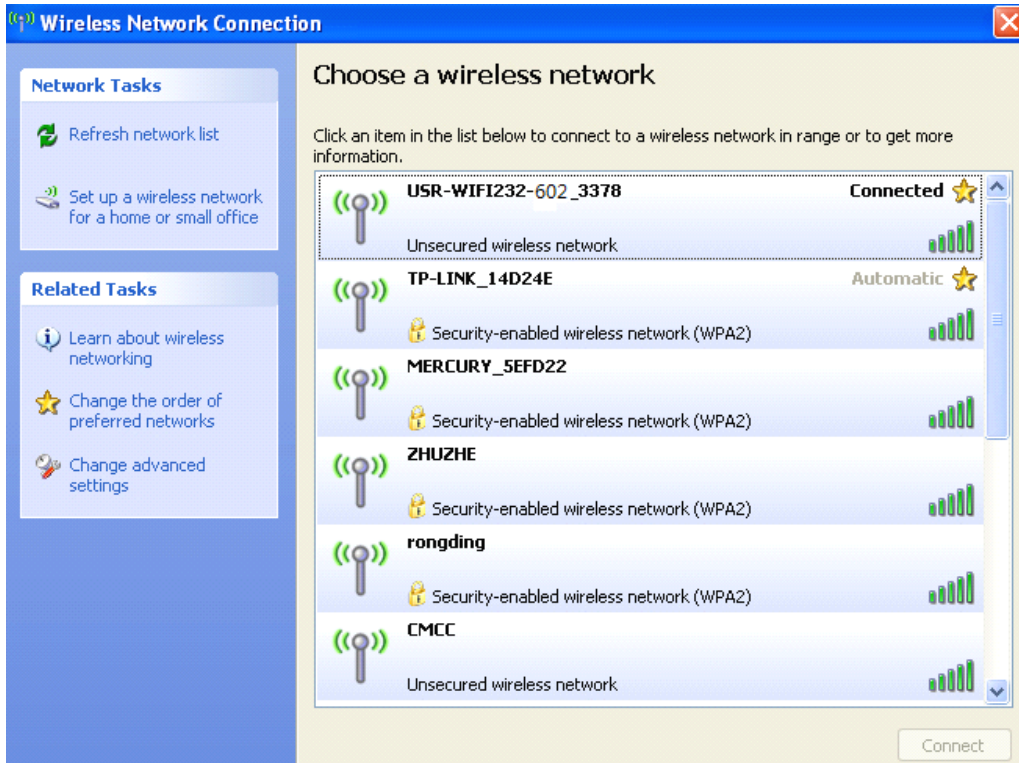 Wireless Network Connection
Network Tasks
Refresh network list
Set up a wireless network
for a home or small office
Related Tasks
Learn about wireless
networking
Change the order of
preferred networks
Change advanced
settings
Choose a wireless network
Click an item in the list below to connect to a wireless network in range or to get more
information.
USR-WIFI232-602_3378 Connected
Unsecured wireless network
TP-LINK_14D24E Automatic
Security-enabled wireless network (WPA2)
MERCURY_5EFD22
Security-enabled wireless network (WPA2)
ZHUZHE
Security-enabled wireless network (WPA2)
rongding
Security-enabled wireless network (WPA2)
CMCC
Unsecured wireless network
Connect